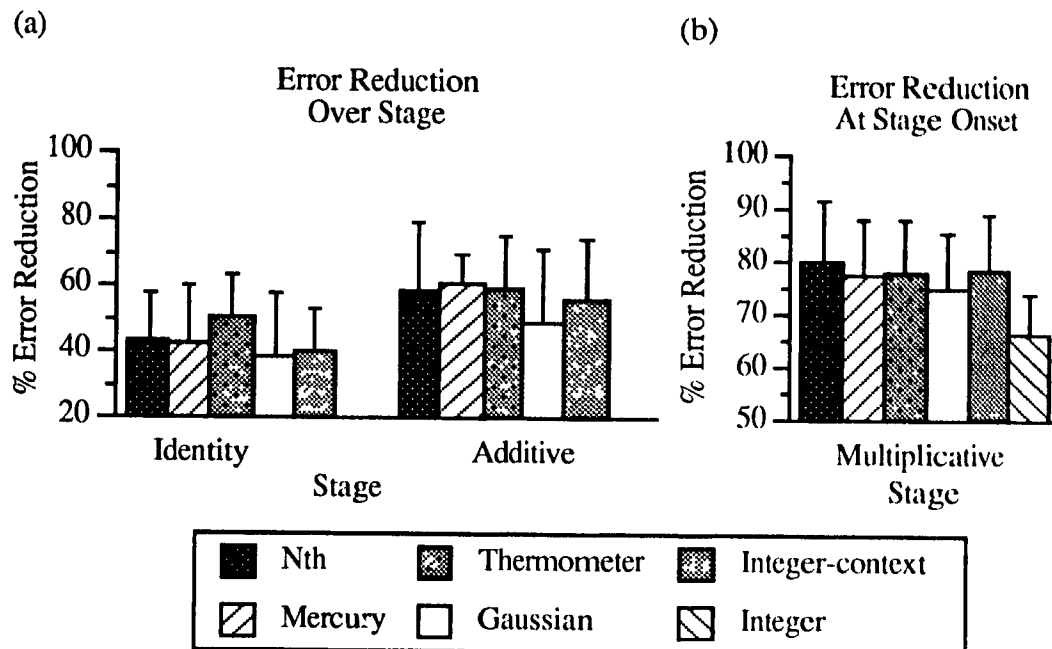 (a)
Error Reduction
Over Stage
% Error Reduction
100
80
60
40
20
Identity
Additive
Stage
(b)
Error Reduction
At Stage Onset
% Error Reduction
100
90
80
70
60
50
Multiplicative
Stage
Nth
Thermometer
Integer-context
Mercury
Gaussian
Integer